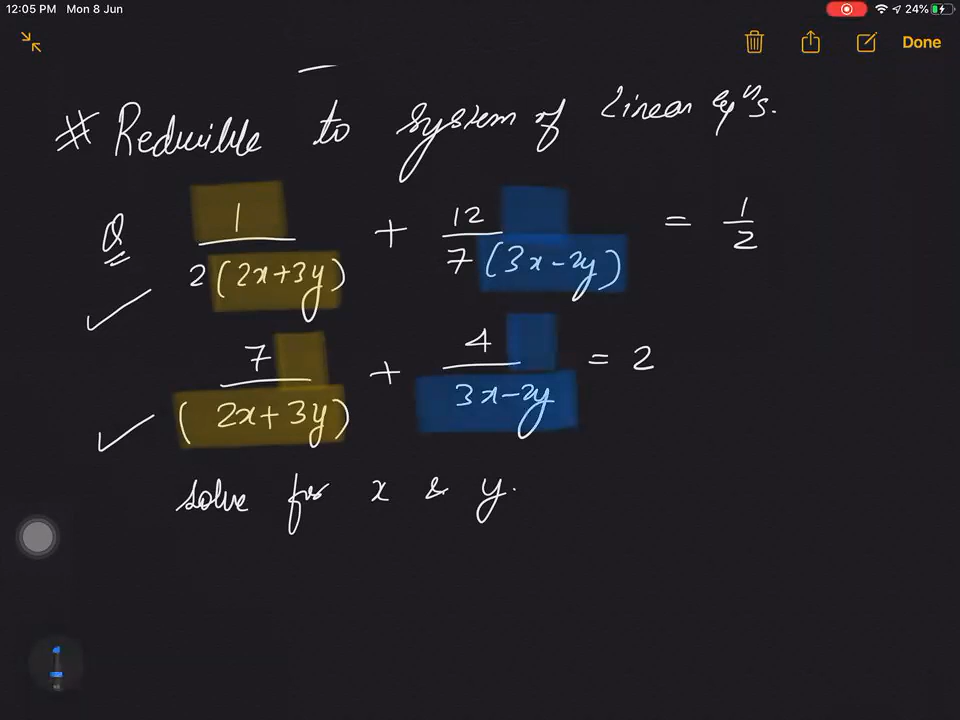 12:05 PM Mon 8 Jun 24%
Done
# Reducible to system of Linear Eqⁿs.
Q 1/2(2x+3y) + 12/7(3x-2y) = 1/2
7/(2x+3y) + 4/3x-2y = 2
solve for x & y.